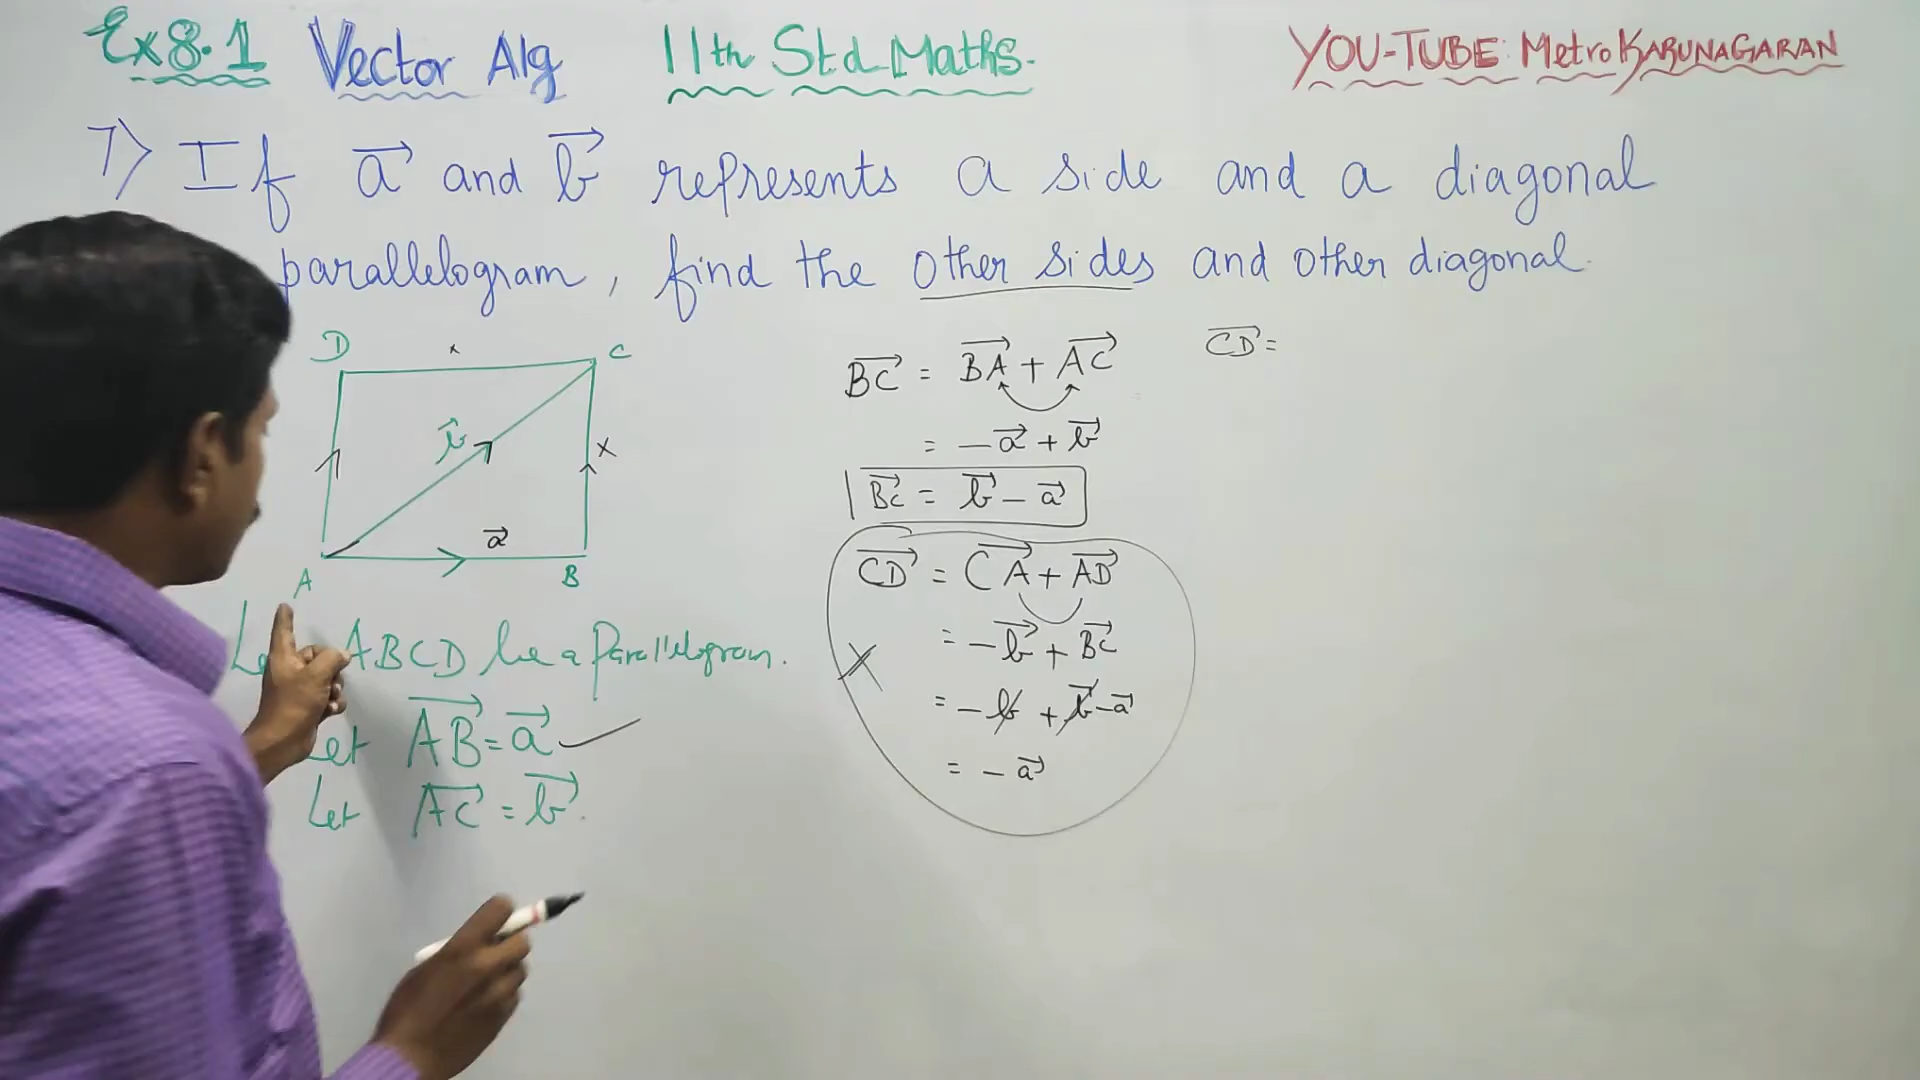 Ex 8.1 Vector Alg 11th Std Maths. YOU-TUBE: Metro KARUNAGARAN
7) If a⃗ and b⃗ represents a side and a diagonal
parallelogram, find the other sides and other diagonal.
D x C
b⃗ x
a⃗
A B
ABCD be a Parallelogram.
Let AB⃗ = a⃗
Let AC⃗ = b⃗.
BC⃗ = BA⃗ + AC⃗
= -a⃗ + b⃗
BC⃗ = b⃗ - a⃗
CD⃗ = CA⃗ + AD⃗
= -b⃗ + BC⃗
X
= -b⃗ + b⃗ - a⃗
= -a⃗
CD⃗ =